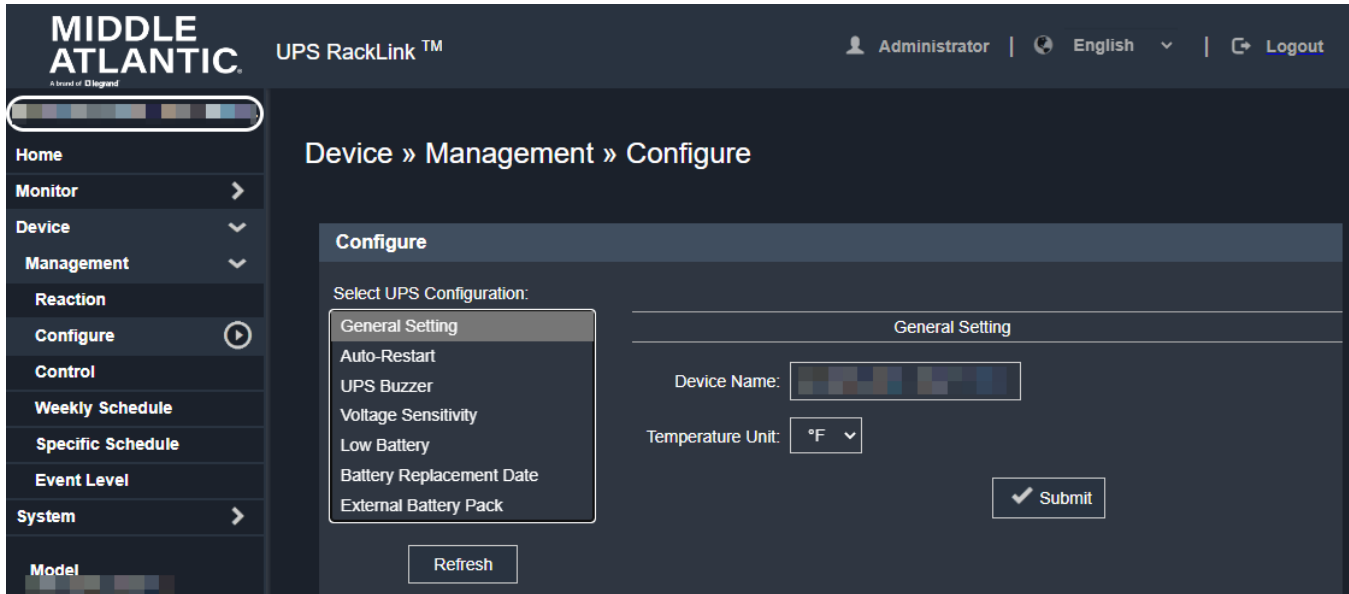 MIDDLE
ATLANTIC.
A brand of legrand
UPS RackLink TM
Administrator | English | Logout
Home
Monitor
Device
Management
Reaction
Configure
Control
Weekly Schedule
Specific Schedule
Event Level
System
Model
Device » Management » Configure
Configure
Select UPS Configuration:
General Setting
Auto-Restart
UPS Buzzer
Voltage Sensitivity
Low Battery
Battery Replacement Date
External Battery Pack
Refresh
General Setting
Device Name:
Temperature Unit: °F
Submit